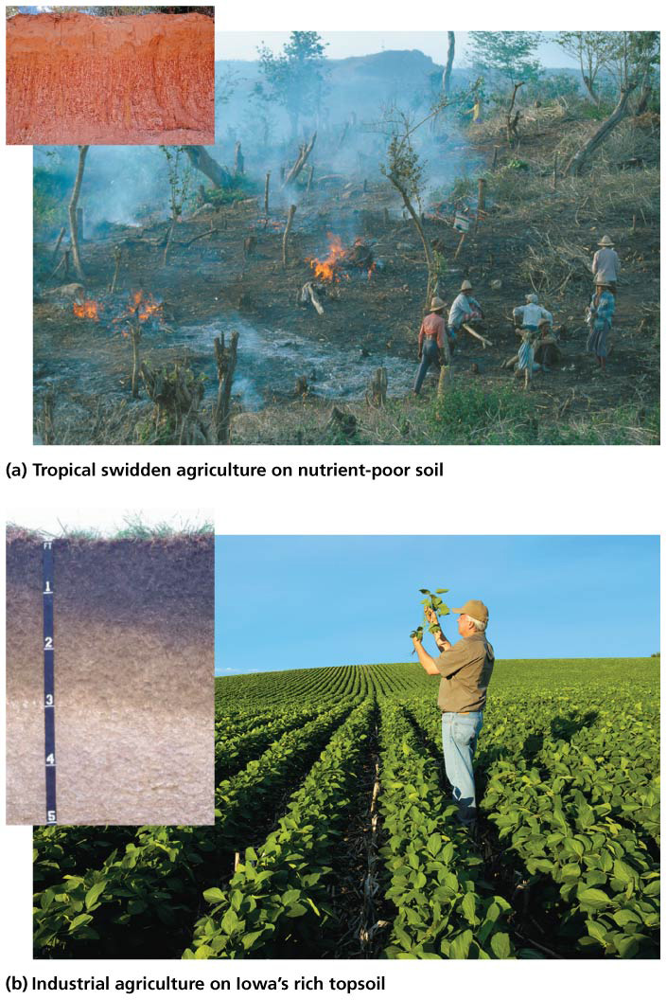 (a) Tropical swidden agriculture on nutrient-poor soil
FT
1
2
3
4
5
(b) Industrial agriculture on Iowa's rich topsoil